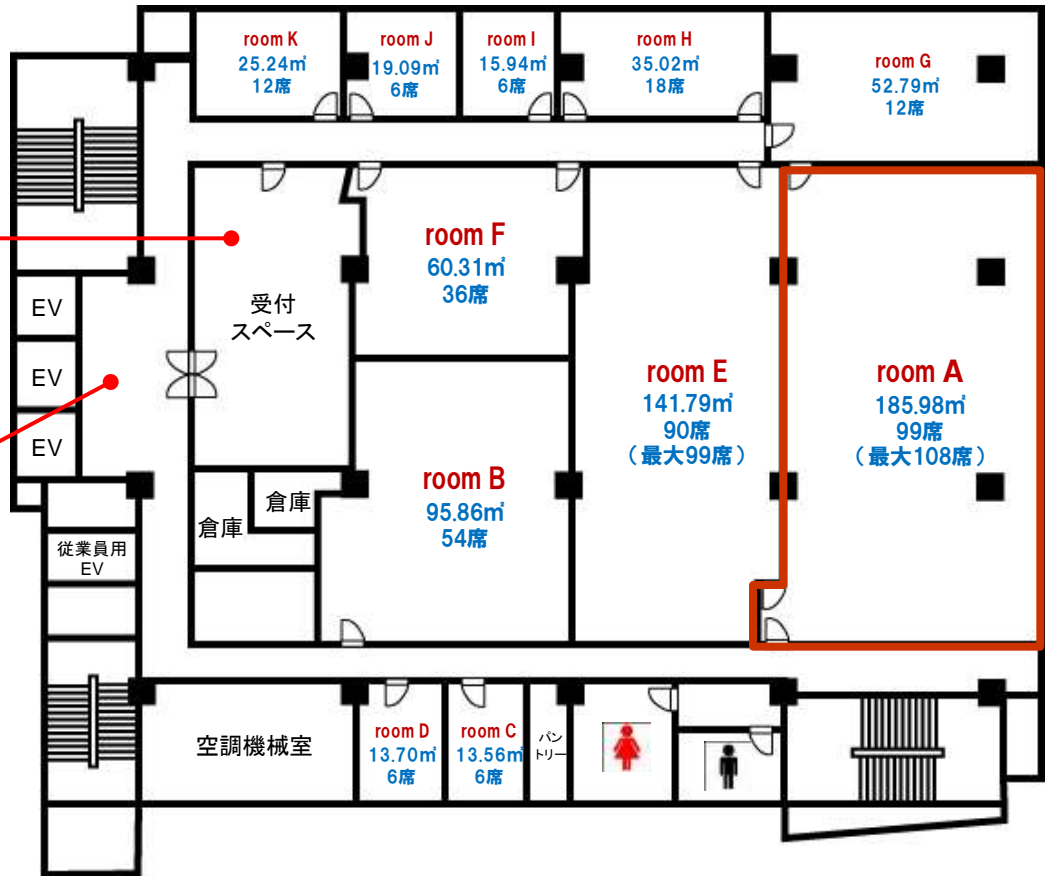 room K
25.24㎡
12席
room J
19.09㎡
6席
room I
15.94㎡
6席
room H
35.02㎡
18席
room G
52.79㎡
12席
受付
スペース
room F
60.31㎡
36席
EV
EV
EV
room E
141.79㎡
90席
（最大99席）
room A
185.98㎡
99席
（最大108席）
room B
95.86㎡
54席
倉庫
倉庫
従業員用
EV
空調機械室
room D
13.70㎡
6席
room C
13.56㎡
6席
パン
トリー